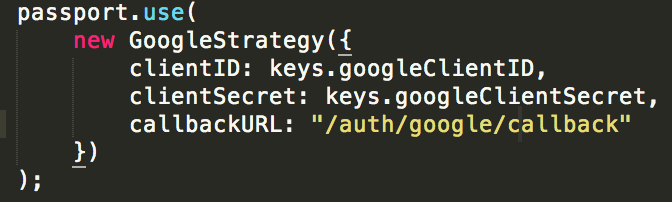 passport.use(
    new GoogleStrategy({
        clientID: keys.googleClientID,
        clientSecret: keys.googleClientSecret,
        callbackURL: "/auth/google/callback"
    })
);